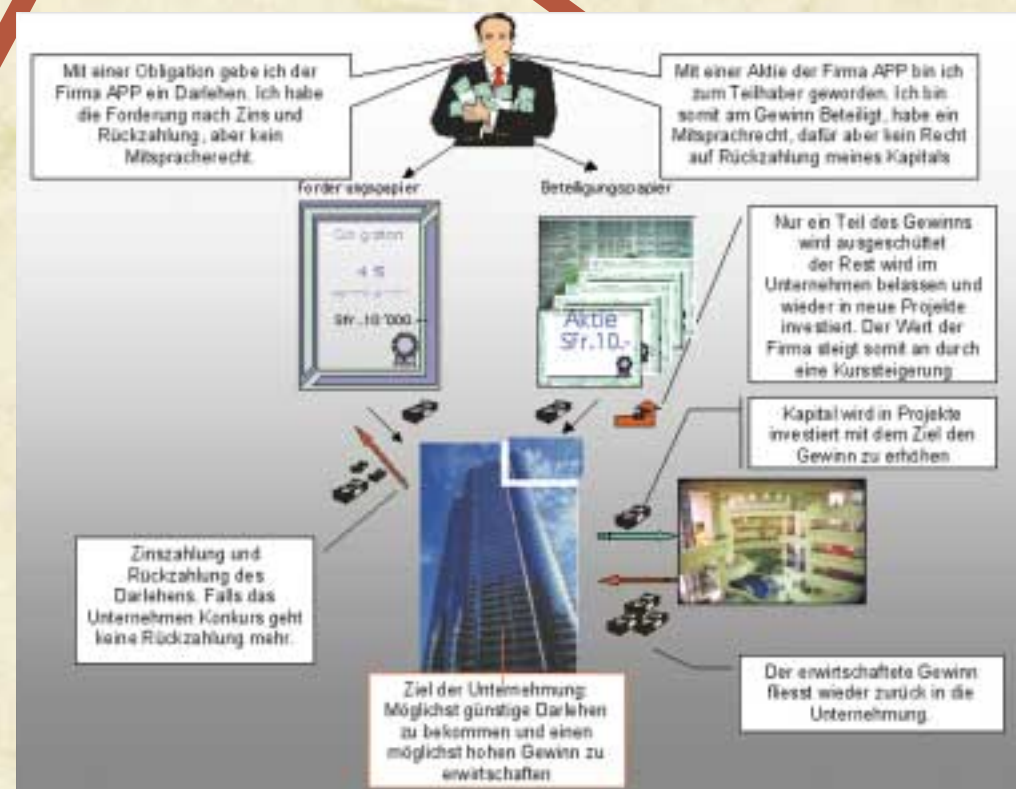 Mit einer Obligation gebe ich der
Firma APP ein Darlehen. Ich habe
die Forderung nach Zins und
Rückzahlung, aber kein
Mitspracherecht.
Mit einer Aktie der Firma APP bin ich
zum Teilhaber geworden. Ich bin
somit am Gewinn Beteiligt, habe ein
Mitsprachrecht, dafür aber kein Recht
auf Rückzahlung meines Kapitals
Forderungspapier
Beteiligungspapier
Obligation
4 %
Sfr. 10'000.-
Aktie
Sfr.10.-
Nur ein Teil des Gewinns
wird ausgeschüttet
der Rest wird im
Unternehmen belassen und
wieder in neue Projekte
investiert. Der Wert der
Firma steigt somit an durch
eine Kurssteigerung
Kapital wird in Projekte
investiert mit dem Ziel den
Gewinn zu erhöhen
Zinszahlung und
Rückzahlung des
Darlehens. Falls das
Unternehmen Konkurs geht
keine Rückzahlung mehr.
Ziel der Unternehmung:
Möglichst günstige Darlehen
zu bekommen und einen
möglichst hohen Gewinn zu
erwirtschaften
Der erwirtschaftete Gewinn
fliesst wieder zurück in die
Unternehmung.